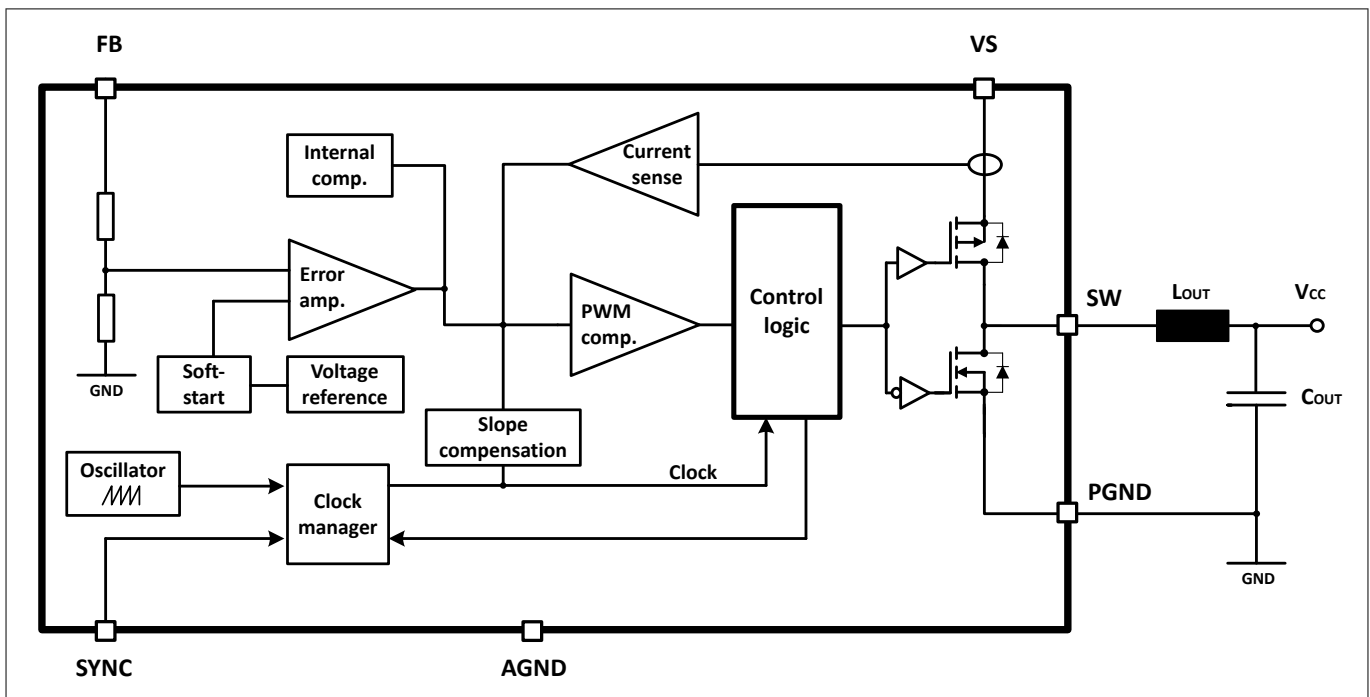 FB
VS
Internal
comp.
Current
sense
Error
amp.
PWM
comp.
Control
logic
SW
LOUT
VCC
COUT
GND
Soft-
start
Voltage
reference
Slope
compensation
Oscillator
Clock
manager
Clock
PGND
GND
SYNC
AGND